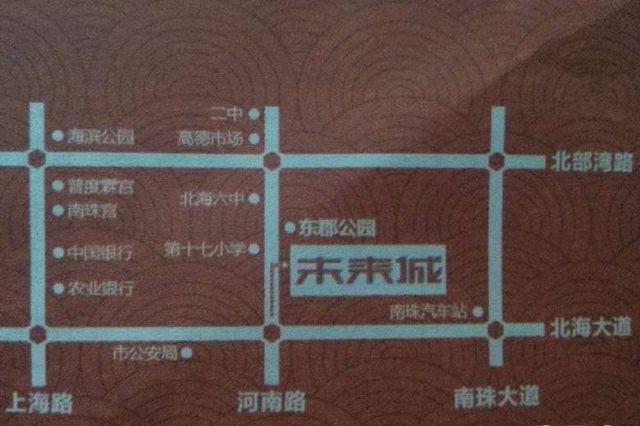 二中
海滨公园
高德市场
北部湾路
普度震宫
北海六中
南珠宫
东郡公园
第十七小学
中国银行
未来城
农业银行
南珠汽车站
北海大道
市公安局
上海路
河南路
南珠大道